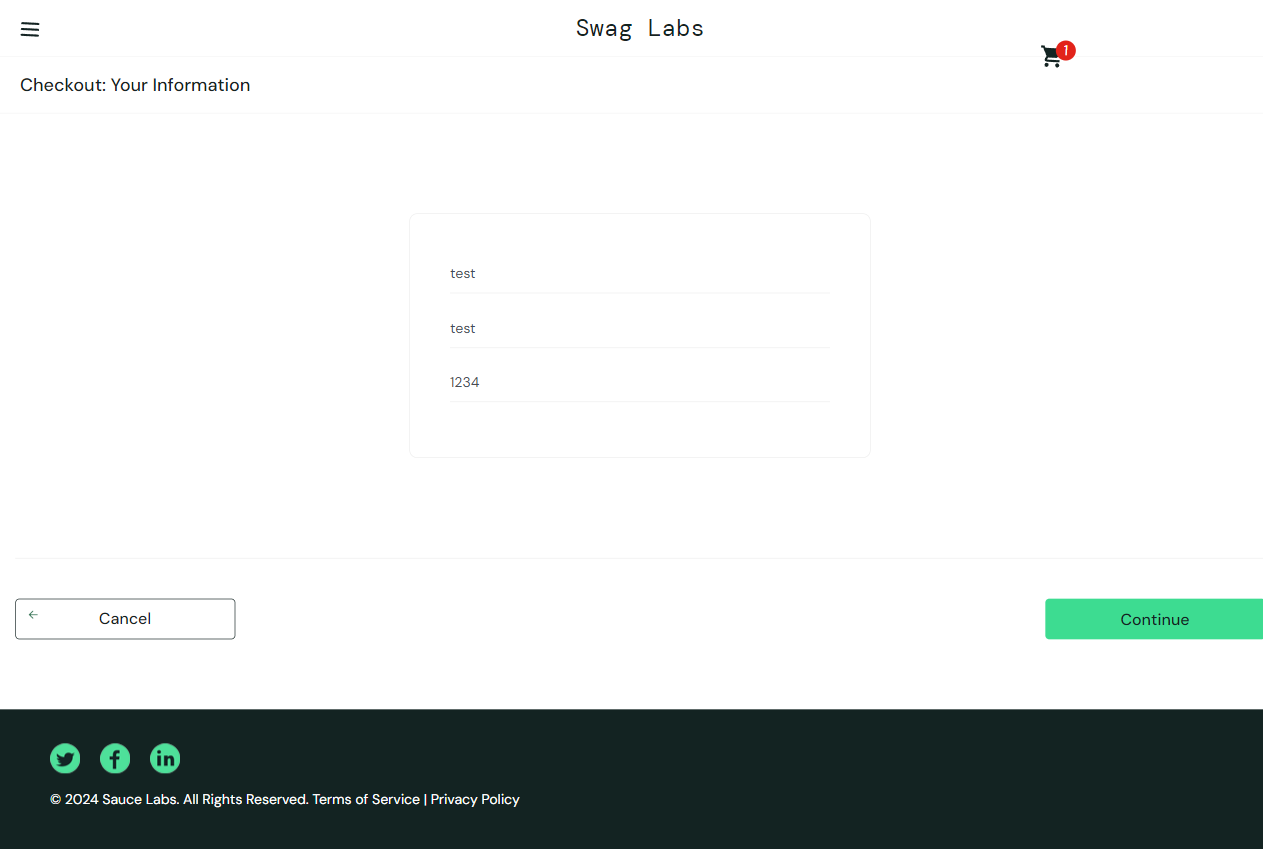 Swag Labs
1
Checkout: Your Information
test
test
1234
Cancel
Continue
© 2024 Sauce Labs. All Rights Reserved. Terms of Service | Privacy Policy